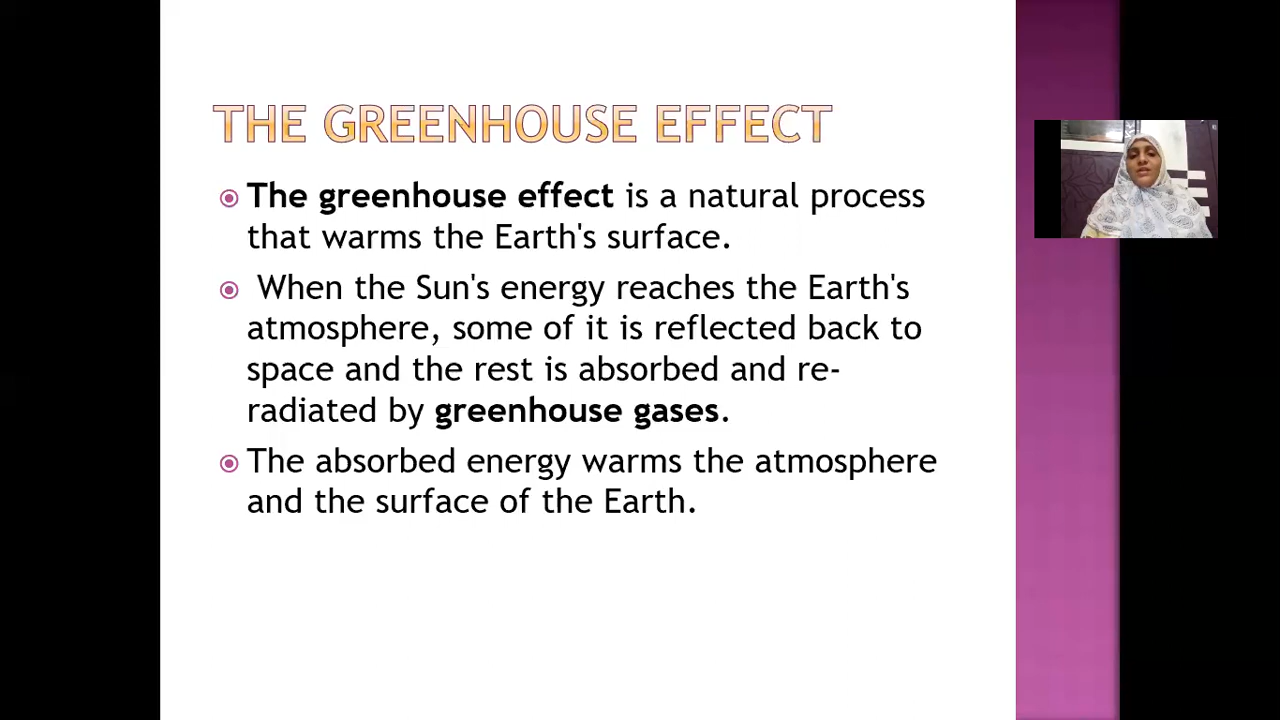 THE GREENHOUSE EFFECT
The greenhouse effect is a natural process
that warms the Earth's surface.
When the Sun's energy reaches the Earth's
atmosphere, some of it is reflected back to
space and the rest is absorbed and re-
radiated by greenhouse gases.
The absorbed energy warms the atmosphere
and the surface of the Earth.